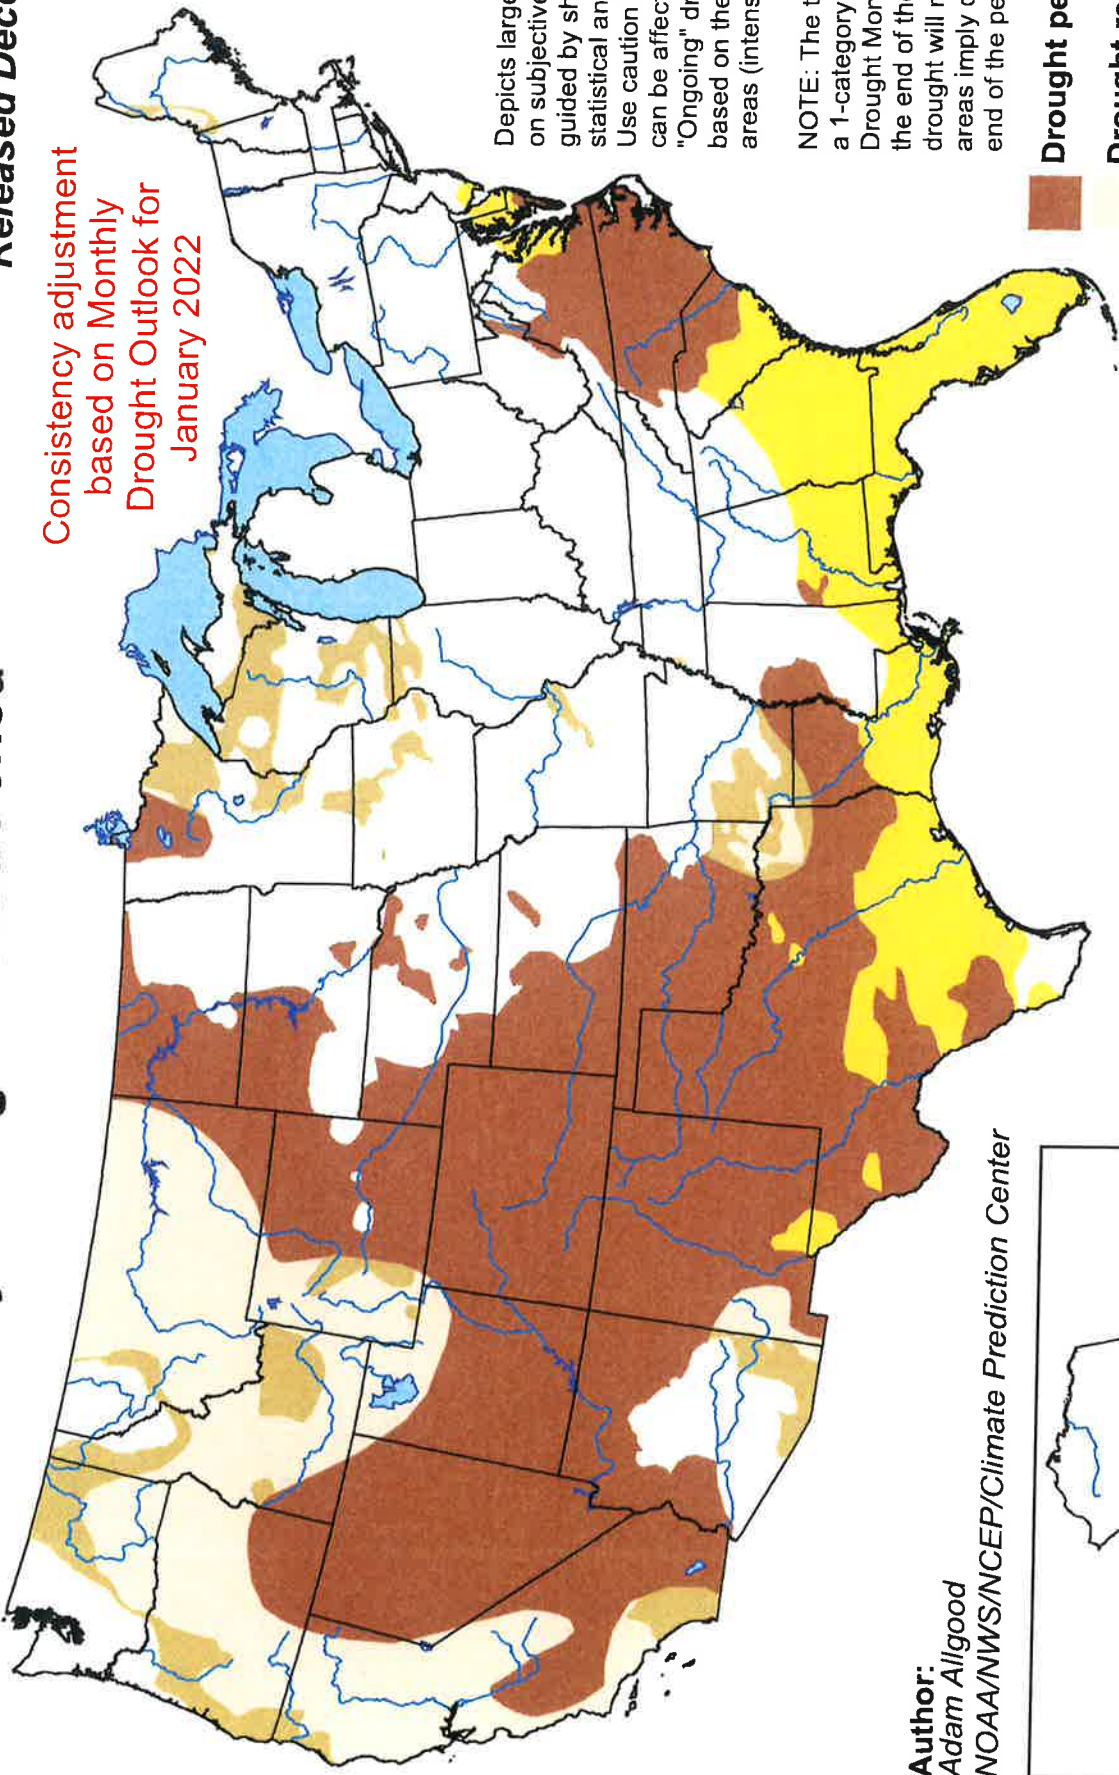 Released
Consistency adjustment
based on Monthly
Drought Outlook for
January 2022
Depicts large
on subjective
guided by sh
statistical an
Use caution
can be affect
"Ongoing" dr
based on the
areas (intens
NOTE: The t
a 1-category
Drought Mon
the end of the
drought will r
areas imply
end of the pe
Author:
Adam Allgood
NOAA/NWS/NCEP/Climate Prediction Center
Drought pe
Drought